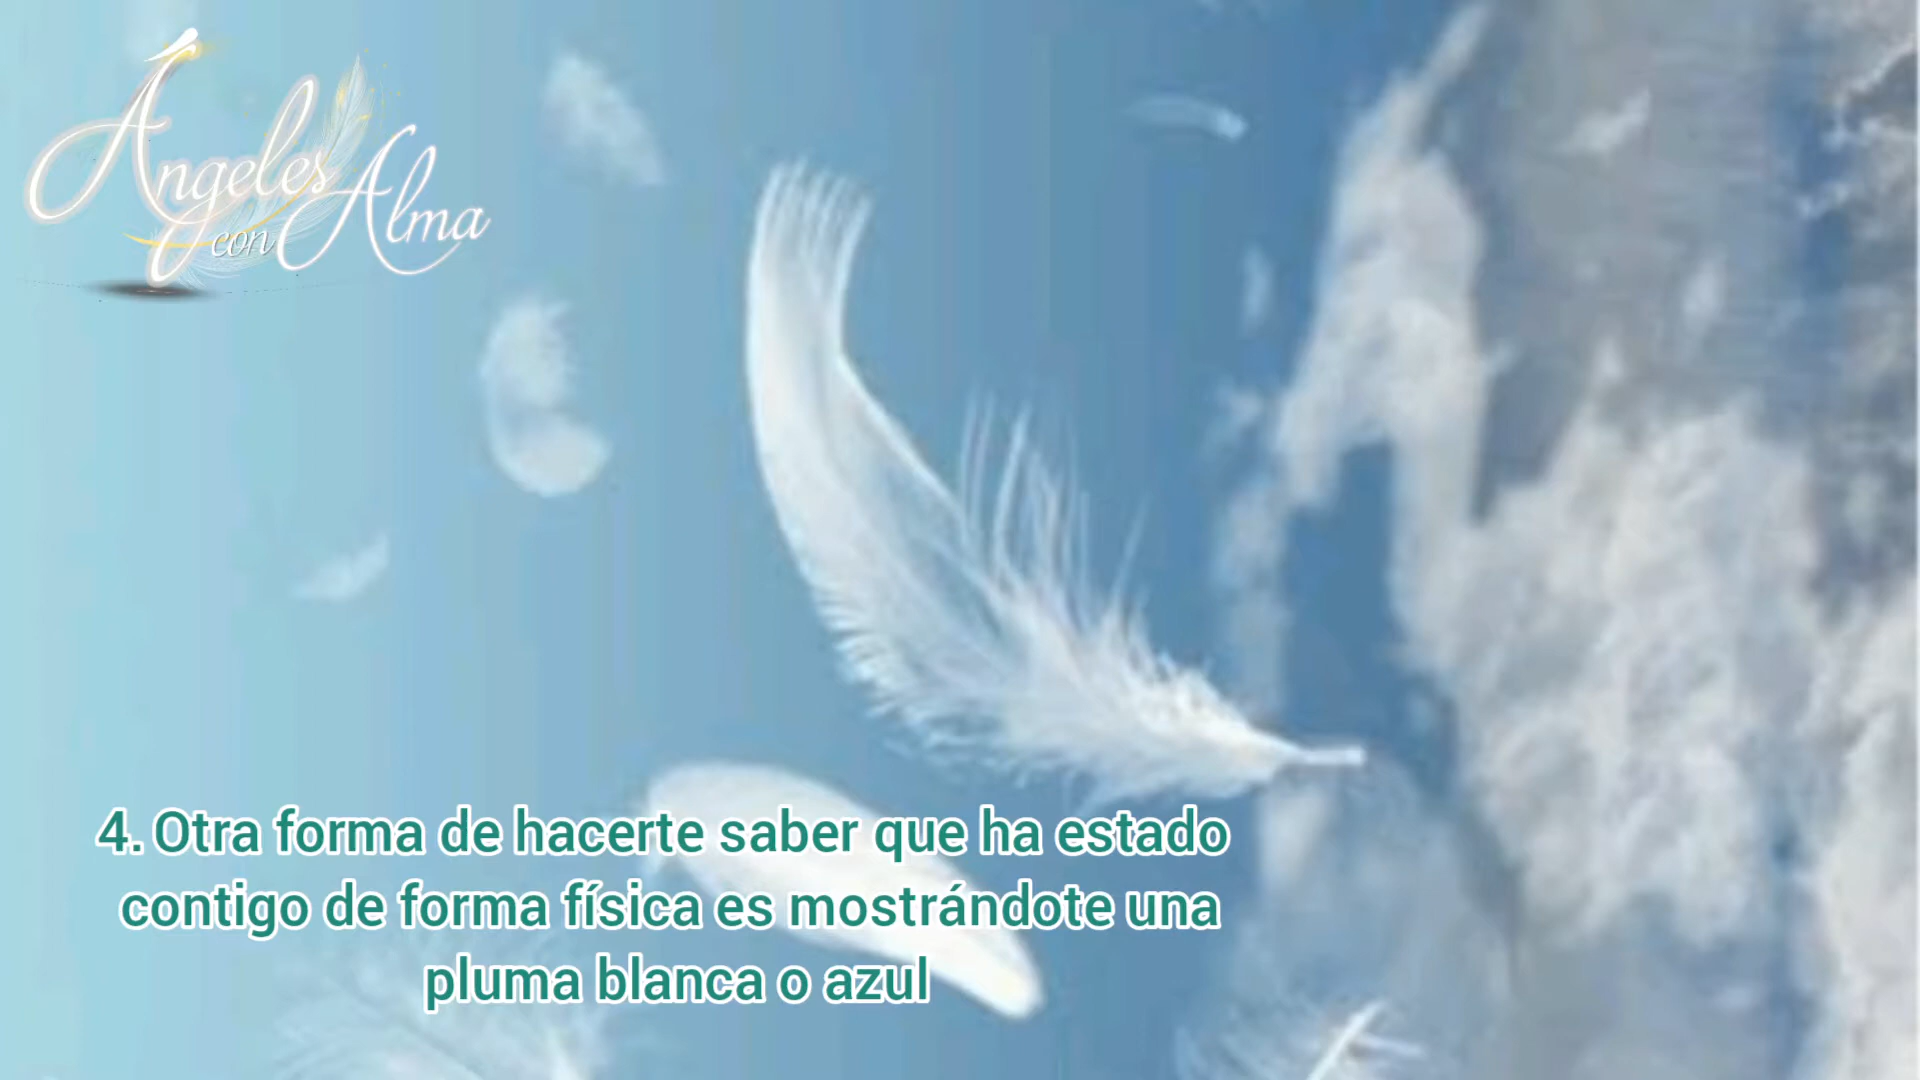 Ángeles
con Alma
4. Otra forma de hacerte saber que ha estado
contigo de forma física es mostrándote una
pluma blanca o azul